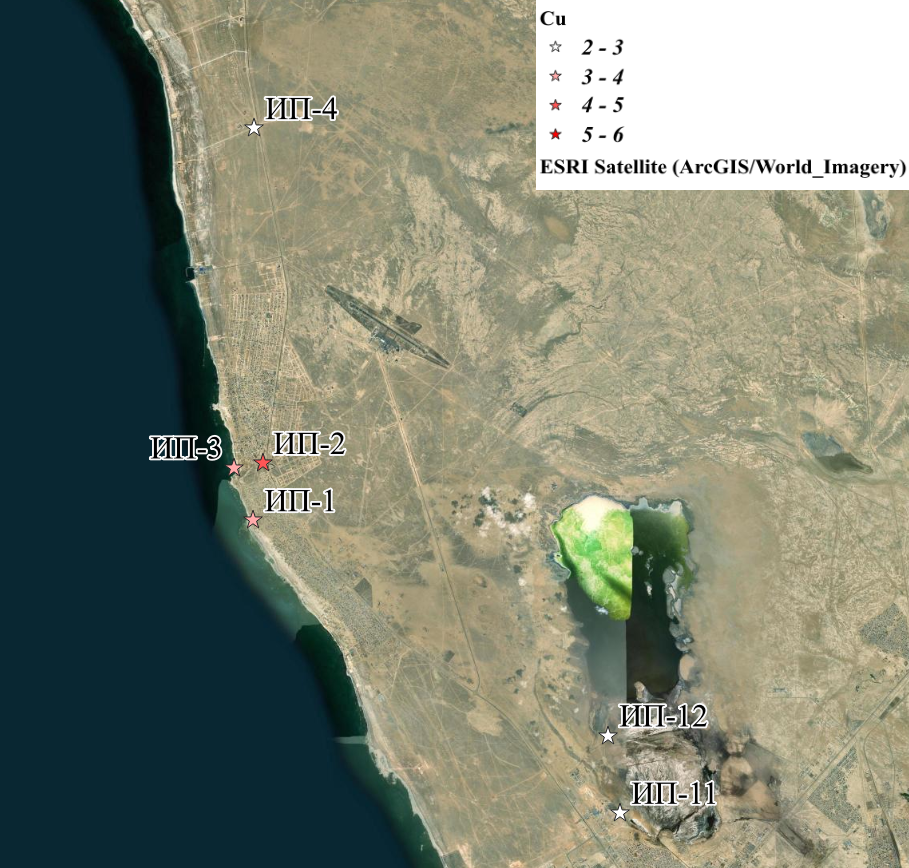 Cu
2 - 3
3 - 4
4 - 5
5 - 6
ESRI Satellite (ArcGIS/World_Imagery)
ИП-4
ИП-3
ИП-2
ИП-1
ИП-12
ИП-11